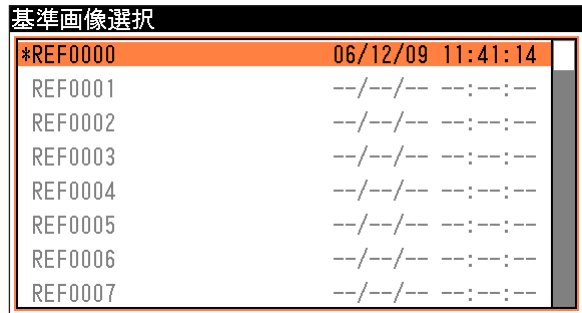 基準画像選択
*REF0000 06/12/09 11:41:14
REF0001 --/--/-- --:--:--
REF0002 --/--/-- --:--:--
REF0003 --/--/-- --:--:--
REF0004 --/--/-- --:--:--
REF0005 --/--/-- --:--:--
REF0006 --/--/-- --:--:--
REF0007 --/--/-- --:--:--